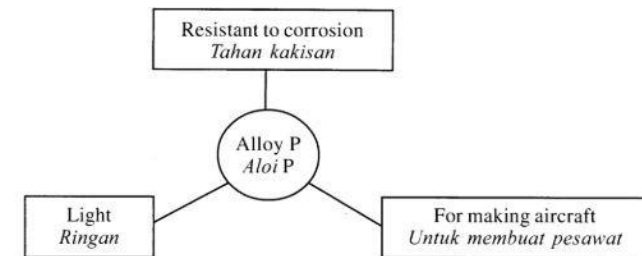 Resistant to corrosion
Tahan kakisan
Alloy P
Aloi P
Light
Ringan
For making aircraft
Untuk membuat pesawat